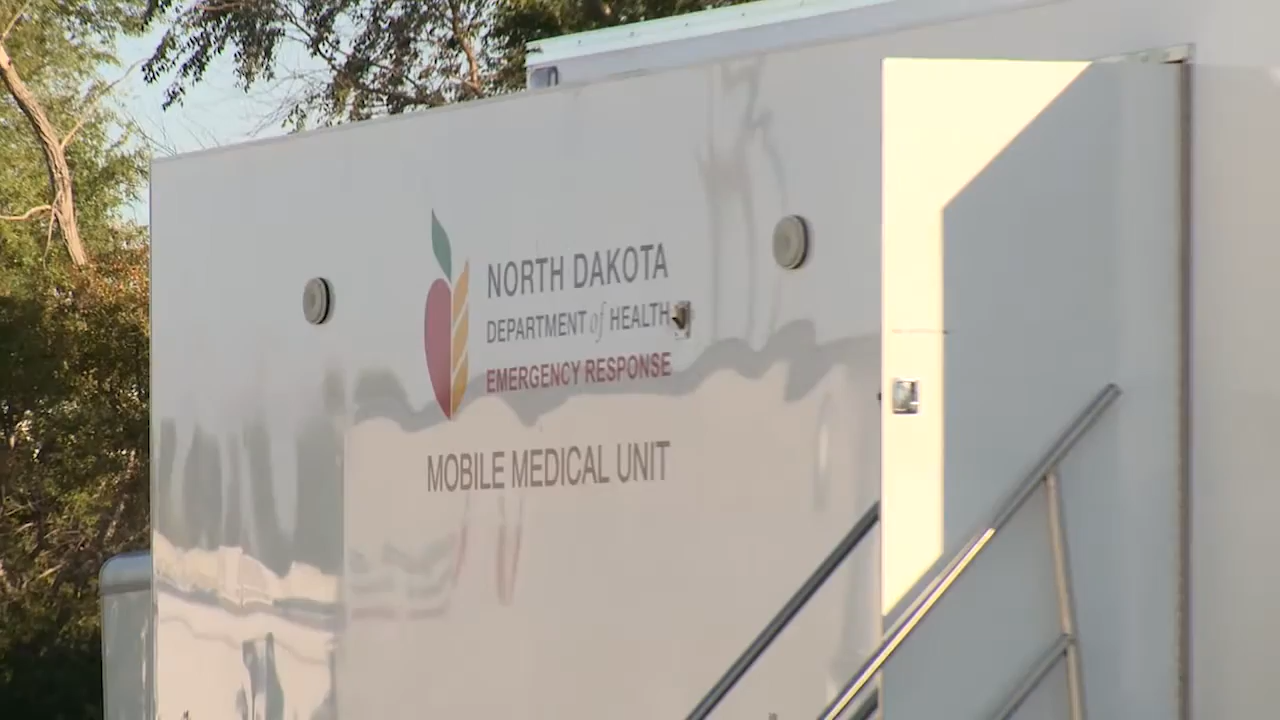 NORTH DAKOTA
DEPARTMENT of HEALTH
EMERGENCY RESPONSE
MOBILE MEDICAL UNIT